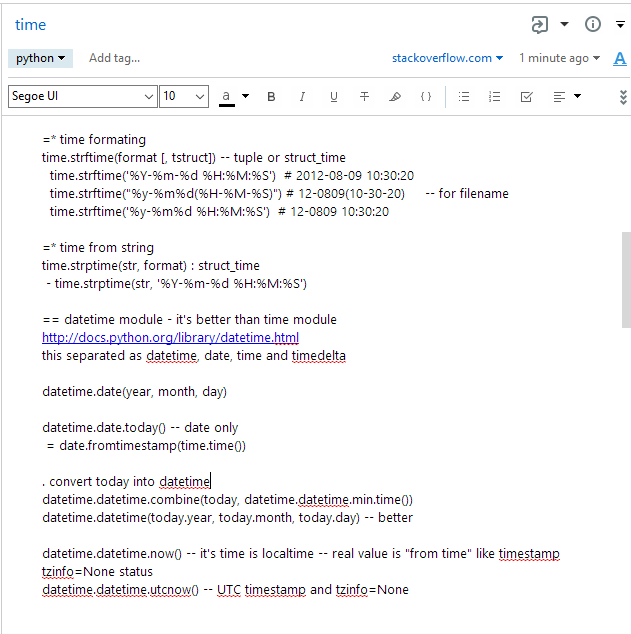 time
python
Add tag...
stackoverflow.com
1 minute ago
A
Segoe UI
10
a
B
I
U
T
{}
=* time formating
time.strftime(format [, tstruct]) -- tuple or struct_time
time.strftime('%Y-%m-%d %H:%M:%S') # 2012-08-09 10:30:20
time.strftime("%y-%m%d(%H-%M-%S)") # 12-0809(10-30-20) -- for filename
time.strftime('%y-%m%d %H:%M:%S') # 12-0809 10:30:20
=* time from string
time.strptime(str, format) : struct_time
- time.strptime(str, '%Y-%m-%d %H:%M:%S')
== datetime module - it's better than time module
http://docs.python.org/library/datetime.html
this separated as datetime, date, time and timedelta
datetime.date(year, month, day)
datetime.date.today() -- date only
= date.fromtimestamp(time.time())
. convert today into datetime
datetime.datetime.combine(today, datetime.datetime.min.time())
datetime.datetime(today.year, today.month, today.day) -- better
datetime.datetime.now() -- it's time is localtime -- real value is "from time" like timestamp
tzinfo=None status
datetime.datetime.utcnow() -- UTC timestamp and tzinfo=None